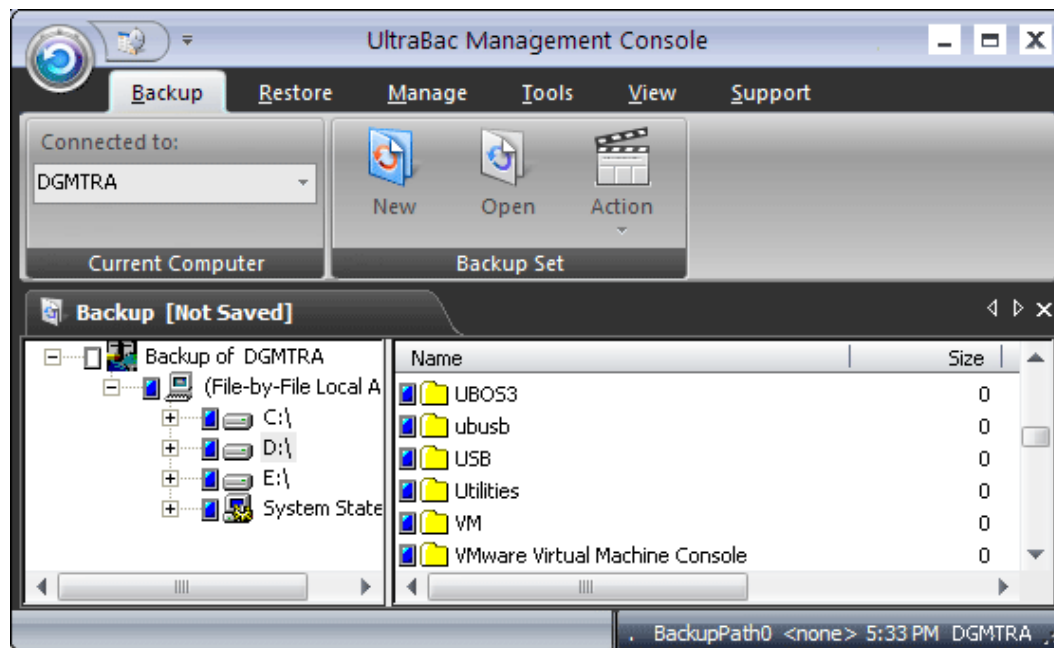 UltraBac Management Console
Backup Restore Manage Tools View Support
Connected to:
DGMTRA
New Open Action
Current Computer Backup Set
Backup [Not Saved]
Backup of DGMTRA
(File-by-File Local A
C:\
D:\
E:\
System State
Name Size
UBOS3 0
ubusb 0
USB 0
Utilities 0
VM 0
VMware Virtual Machine Console 0
. BackupPath0 <none> 5:33 PM DGMTRA